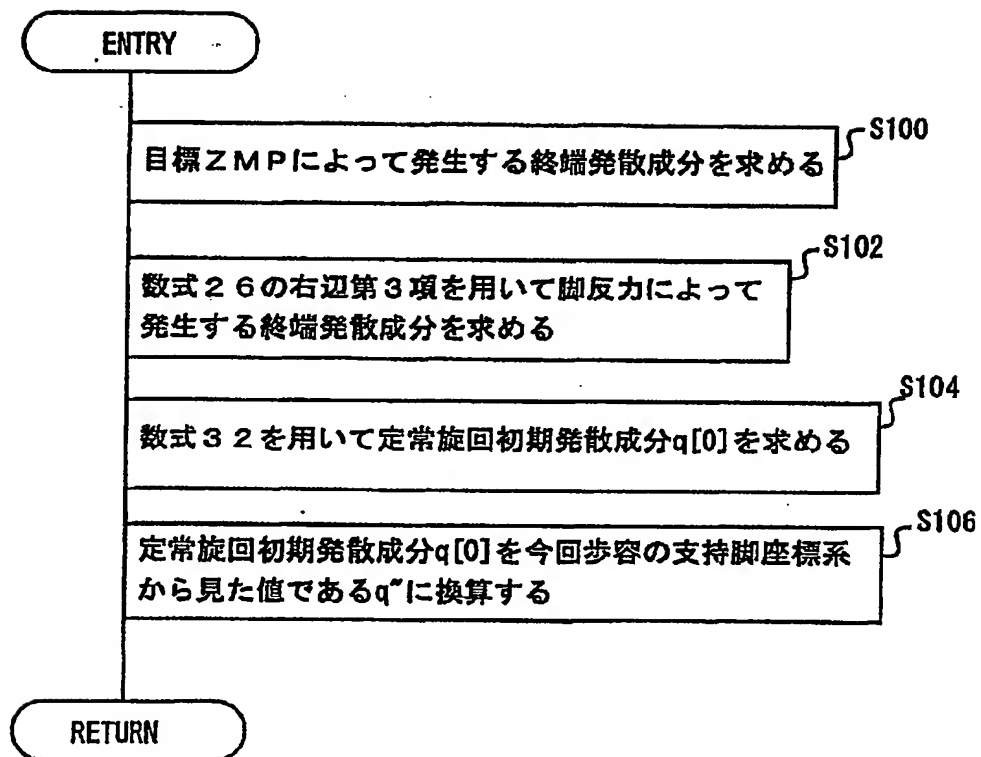 ENTRY
S100
目標ZMPによって発生する終端発散成分を求める
S102
数式26の右辺第3項を用いて脚反力によって
発生する終端発散成分を求める
S104
数式32を用いて定常旋回初期発散成分q[0]を求める
S106
定常旋回初期発散成分q[0]を今回歩容の支持脚座標系
から見た値であるq"に換算する
RETURN